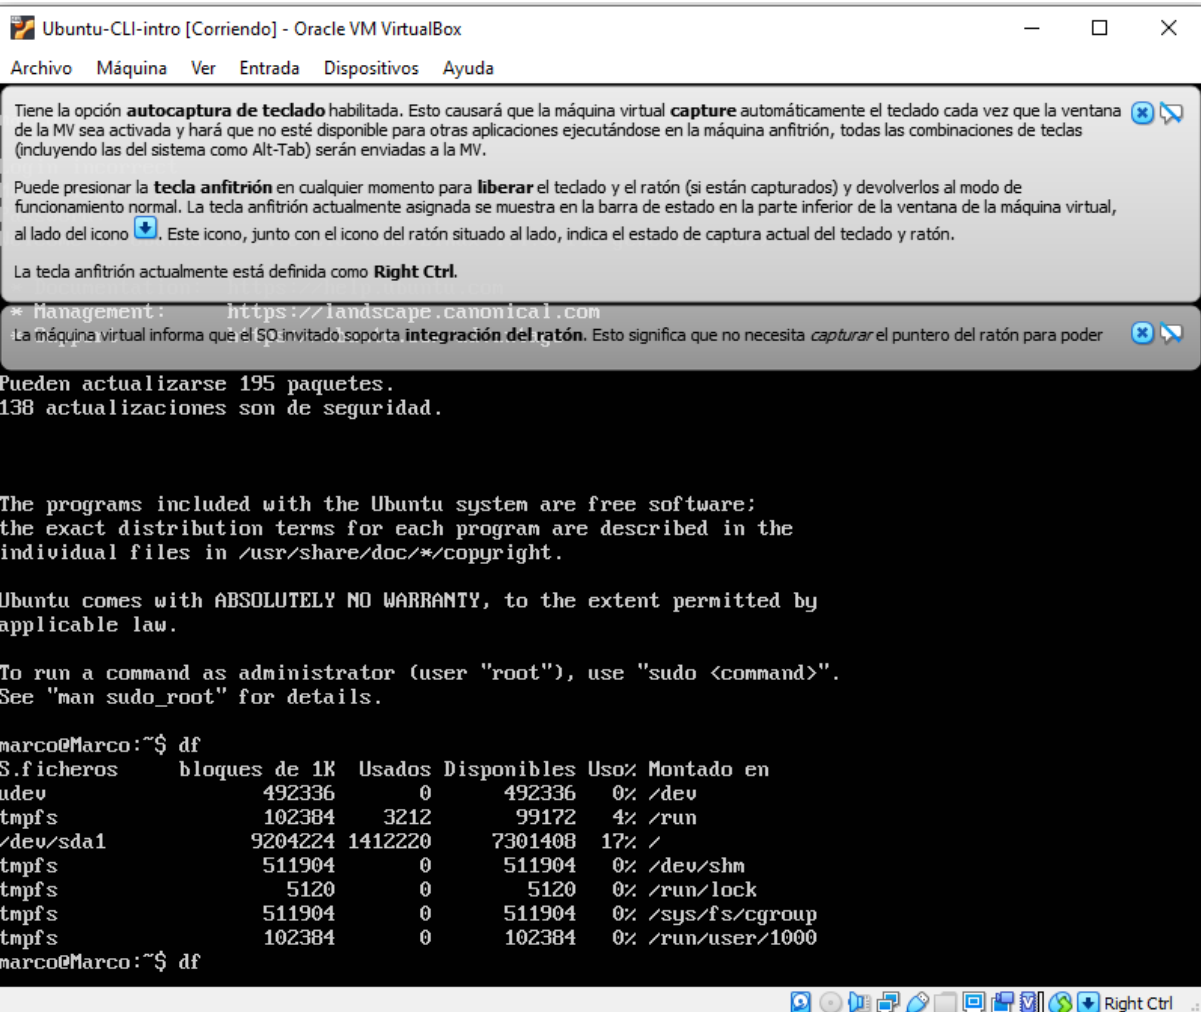 Ubuntu-CLI-intro [Corriendo] - Oracle VM VirtualBox
Archivo Máquina Ver Entrada Dispositivos Ayuda
Tiene la opción autocaptura de teclado habilitada. Esto causará que la máquina virtual capture automáticamente el teclado cada vez que la ventana
de la MV sea activada y hará que no esté disponible para otras aplicaciones ejecutándose en la máquina anfitrión, todas las combinaciones de teclas
(incluyendo las del sistema como Alt-Tab) serán enviadas a la MV.
Puede presionar la tecla anfitrión en cualquier momento para liberar el teclado y el ratón (si están capturados) y devolverlos al modo de
funcionamiento normal. La tecla anfitrión actualmente asignada se muestra en la barra de estado en la parte inferior de la ventana de la máquina virtual,
al lado del icono . Este icono, junto con el icono del ratón situado al lado, indica el estado de captura actual del teclado y ratón.
La tecla anfitrión actualmente está definida como Right Ctrl.
* Management: https://landscape.canonical.com
La máquina virtual informa que el SO invitado soporta integración del ratón. Esto significa que no necesita capturar el puntero del ratón para poder
Pueden actualizarse 195 paquetes.
138 actualizaciones son de seguridad.
The programs included with the Ubuntu system are free software;
the exact distribution terms for each program are described in the
individual files in /usr/share/doc/*/copyright.
Ubuntu comes with ABSOLUTELY NO WARRANTY, to the extent permitted by
applicable law.
To run a command as administrator (user "root"), use "sudo <command>".
See "man sudo_root" for details.
marco@Marco:~$ df
S.ficheros bloques de 1K Usados Disponibles Uso% Montado en
udev 492336 0 492336 0% /dev
tmpfs 102384 3212 99172 4% /run
/dev/sda1 9204224 1412220 7301408 17% /
tmpfs 511904 0 511904 0% /dev/shm
tmpfs 5120 0 5120 0% /run/lock
tmpfs 511904 0 511904 0% /sys/fs/cgroup
tmpfs 102384 0 102384 0% /run/user/1000
marco@Marco:~$ df
Right Ctrl